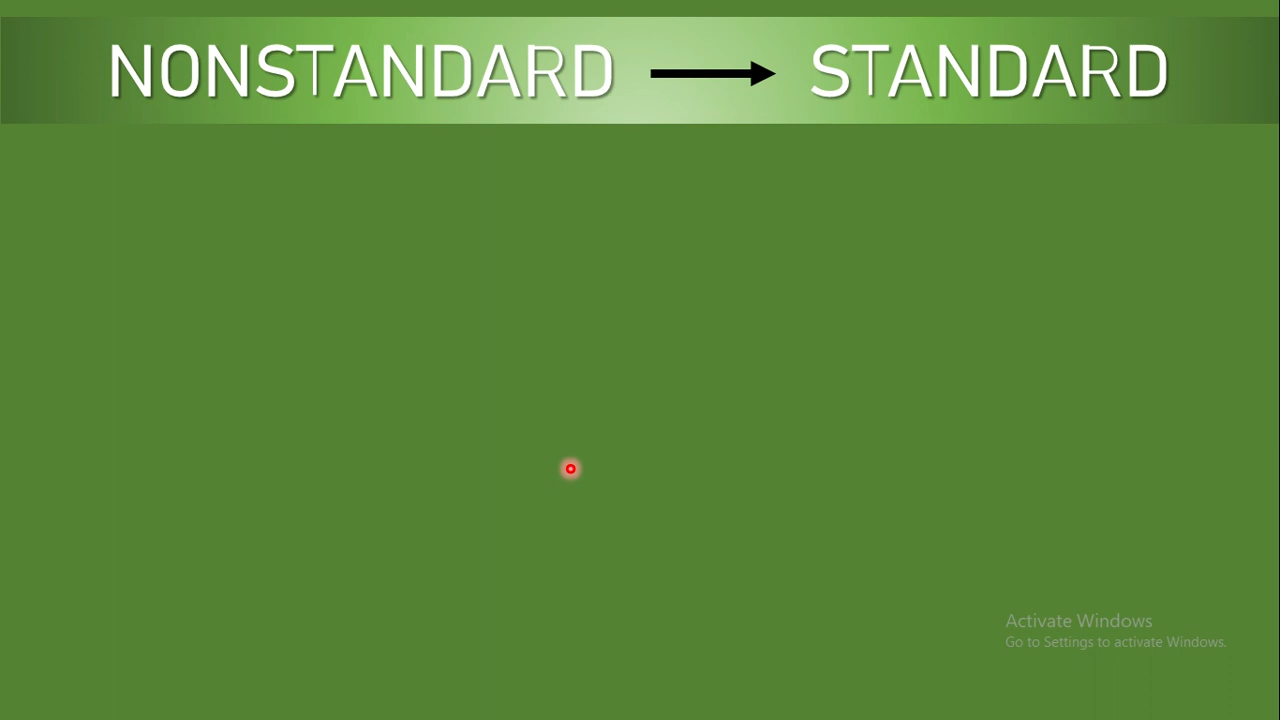 NONSTANDARD → STANDARD
Activate Windows
Go to Settings to activate Windows.